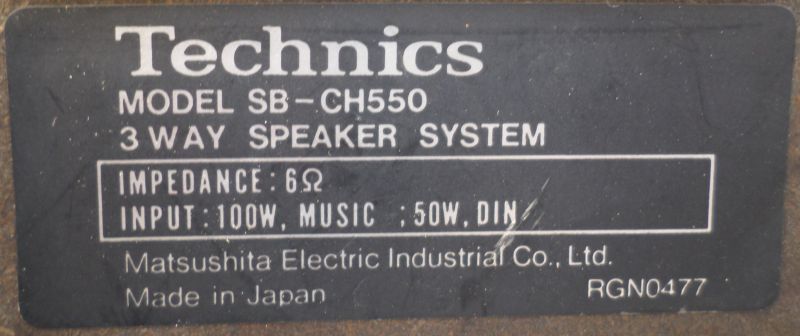 Technics
MODEL SB-CH550
3 WAY SPEAKER SYSTEM
IMPEDANCE : 6Ω
INPUT : 100W, MUSIC ; 50W, DIN
Matsushita Electric Industrial Co., Ltd.
Made in Japan RGN0477